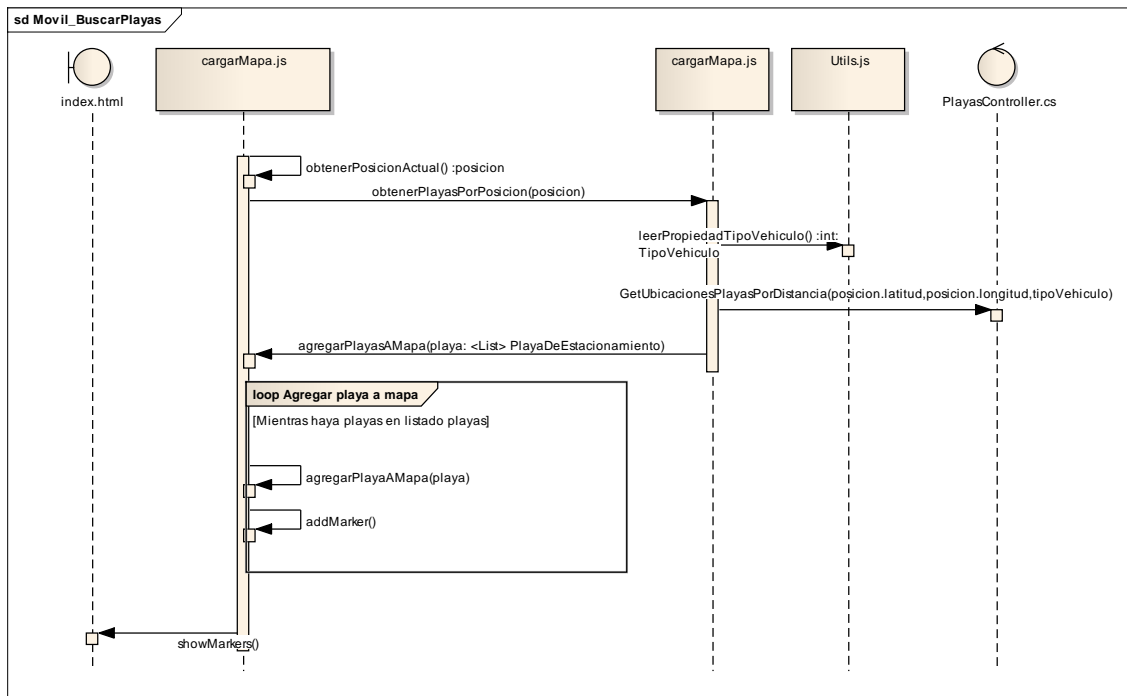 sd Movil_BuscarPlayas
index.html
cargarMapa.js
cargarMapa.js
Utils.js
PlayasController.cs
obtenerPosicionActual() :posicion
obtenerPlayasPorPosicion(posicion)
leerPropiedadTipoVehiculo() :int:
TipoVehiculo
GetUbicacionesPlayasPorDistancia(posicion.latitud,posicion.longitud,tipoVehiculo)
agregarPlayasAMapa(playa: <List> PlayaDeEstacionamiento)
loop Agregar playa a mapa
[Mientras haya playas en listado playas]
agregarPlayaAMapa(playa)
addMarker()
showMarkers()